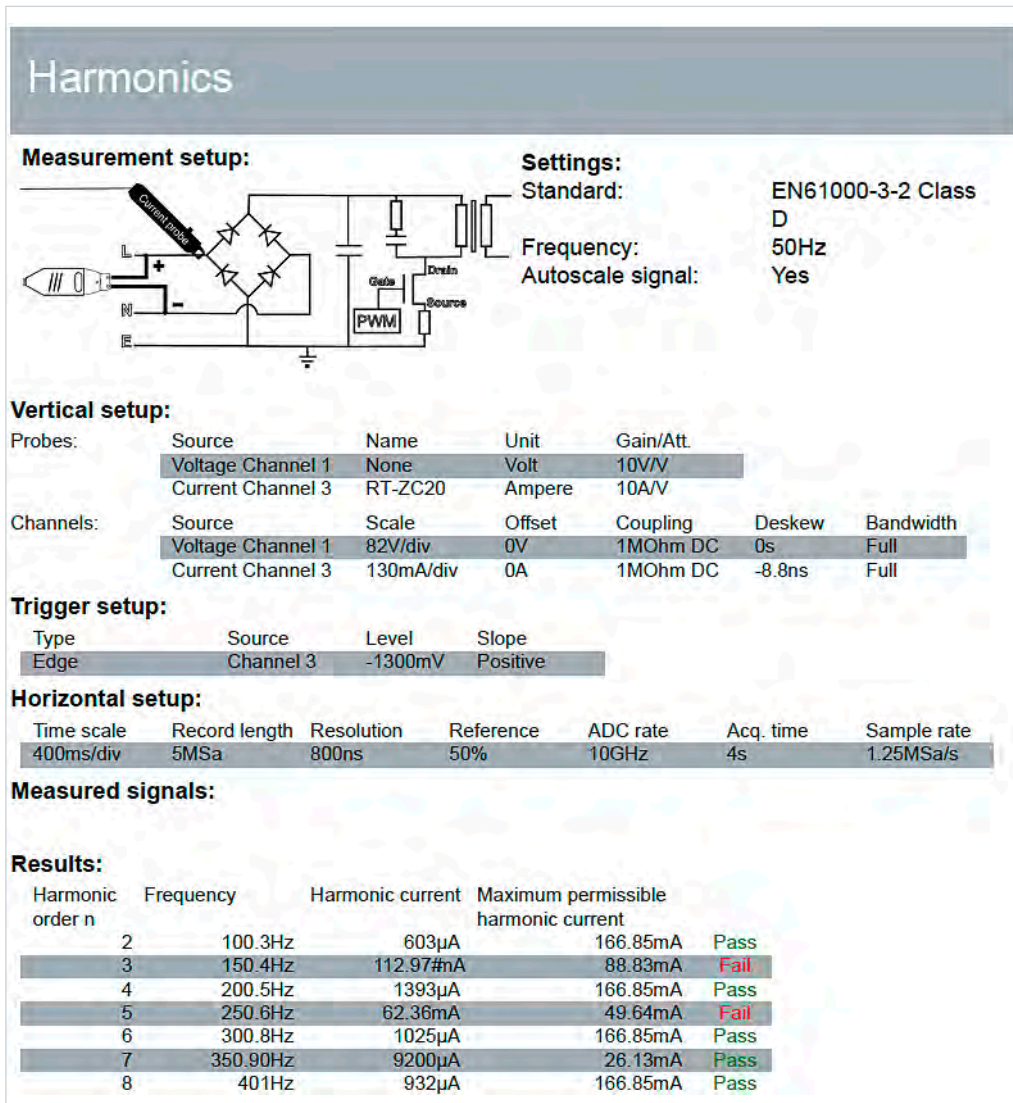 Harmonics
Measurement setup:
Settings:
Standard: EN61000-3-2 Class
D
Frequency: 50Hz
Autoscale signal: Yes
Current probe
L
+
N
-
E
Gate
Drain
Source
PWM
Vertical setup:
Probes: Source Name Unit Gain/Att.
Voltage Channel 1 None Volt 10V/V
Current Channel 3 RT-ZC20 Ampere 10A/V
Channels: Source Scale Offset Coupling Deskew Bandwidth
Voltage Channel 1 82V/div 0V 1MOhm DC 0s Full
Current Channel 3 130mA/div 0A 1MOhm DC -8.8ns Full
Trigger setup:
Type Source Level Slope
Edge Channel 3 -1300mV Positive
Horizontal setup:
Time scale Record length Resolution Reference ADC rate Acq. time Sample rate
400ms/div 5MSa 800ns 50% 10GHz 4s 1.25MSa/s
Measured signals:
Results:
Harmonic Frequency Harmonic current Maximum permissible
order n harmonic current
2 100.3Hz 603µA 166.85mA Pass
3 150.4Hz 112.97#mA 88.83mA Fail
4 200.5Hz 1393µA 166.85mA Pass
5 250.6Hz 62.36mA 49.64mA Fail
6 300.8Hz 1025µA 166.85mA Pass
7 350.90Hz 9200µA 26.13mA Pass
8 401Hz 932µA 166.85mA Pass